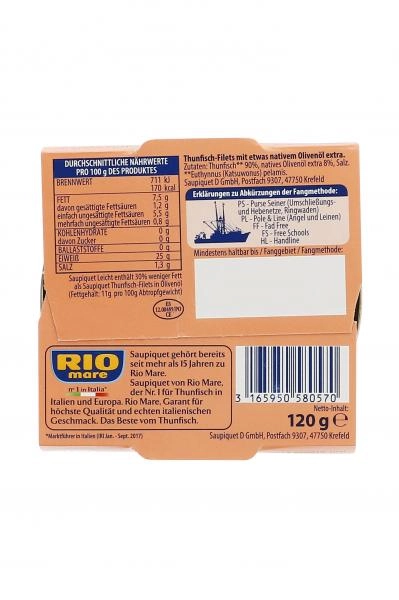 DURCHSCHNITTLICHE NÄHRWERTE
PRO 100 g DES PRODUKTES
BRENNWERT 711 kJ
170 kcal
FETT 7,5 g
davon gesättigte Fettsäuren 1,2 g
einfach ungesättigte Fettsäuren 5,5 g
mehrfach ungesättigte Fettsäuren 0,8 g
KOHLENHYDRATE 0 g
davon Zucker 0 g
BALLASTSTOFFE 0 g
EIWEIß 25 g
SALZ 1,3 g
Saupiquet Leicht enthält 30% weniger Fett
als Saupiquet Thunfisch-Filets in Olivenöl
(Fettgehalt: 11g pro 100g Abtropfgewicht)
ES
12.00489/PO
CE
Thunfisch-Filets mit etwas nativem Olivenöl extra.
Zutaten: Thunfisch** 90%, natives Olivenöl extra 8%, Salz.
**Euthynnus (Katsuwonus) pelamis.
Saupiquet D GmbH, Postfach 9307, 47750 Krefeld
Erklärungen zu Abkürzungen der Fangmethode:
PS - Purse Seiner (Umschließungs-
und Hebenetze, Ringwaden)
PL - Pole & Line (Angel und Leinen)
FF - Fad Free
FS - Free Schools
HL - Handline
Mindestens haltbar bis / Fanggebiet / Fangmethode:
RIO
mare
n° 1 in Italia*
Saupiquet gehört bereits
seit mehr als 15 Jahren zu
Rio Mare.
Saupiquet von Rio Mare,
der Nr. 1 für Thunfisch in
Italien und Europa. Rio Mare, Garant für
höchste Qualität und echten italienischen
Geschmack. Das Beste vom Thunfisch.
*Marktführer in Italien (IRI Jan. - Sept. 2017)
3 165950 580570
Netto-Inhalt:
120 g ℮
Saupiquet D GmbH, Postfach 9307, 47750 Krefeld